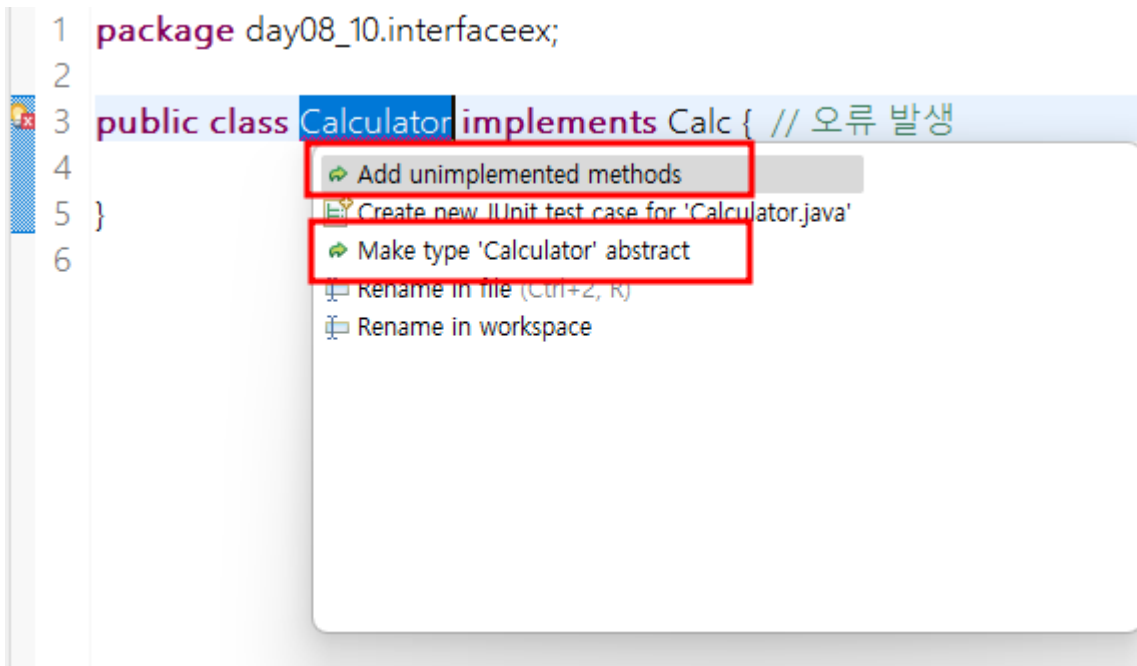 1 package day08_10.interfaceex;
2
3 public class Calculator implements Calc { // 오류 발생
4
Add unimplemented methods
5 }
Create new JUnit test case for 'Calculator.java'
6
Make type 'Calculator' abstract
Rename in file (Ctrl+2, R)
Rename in workspace